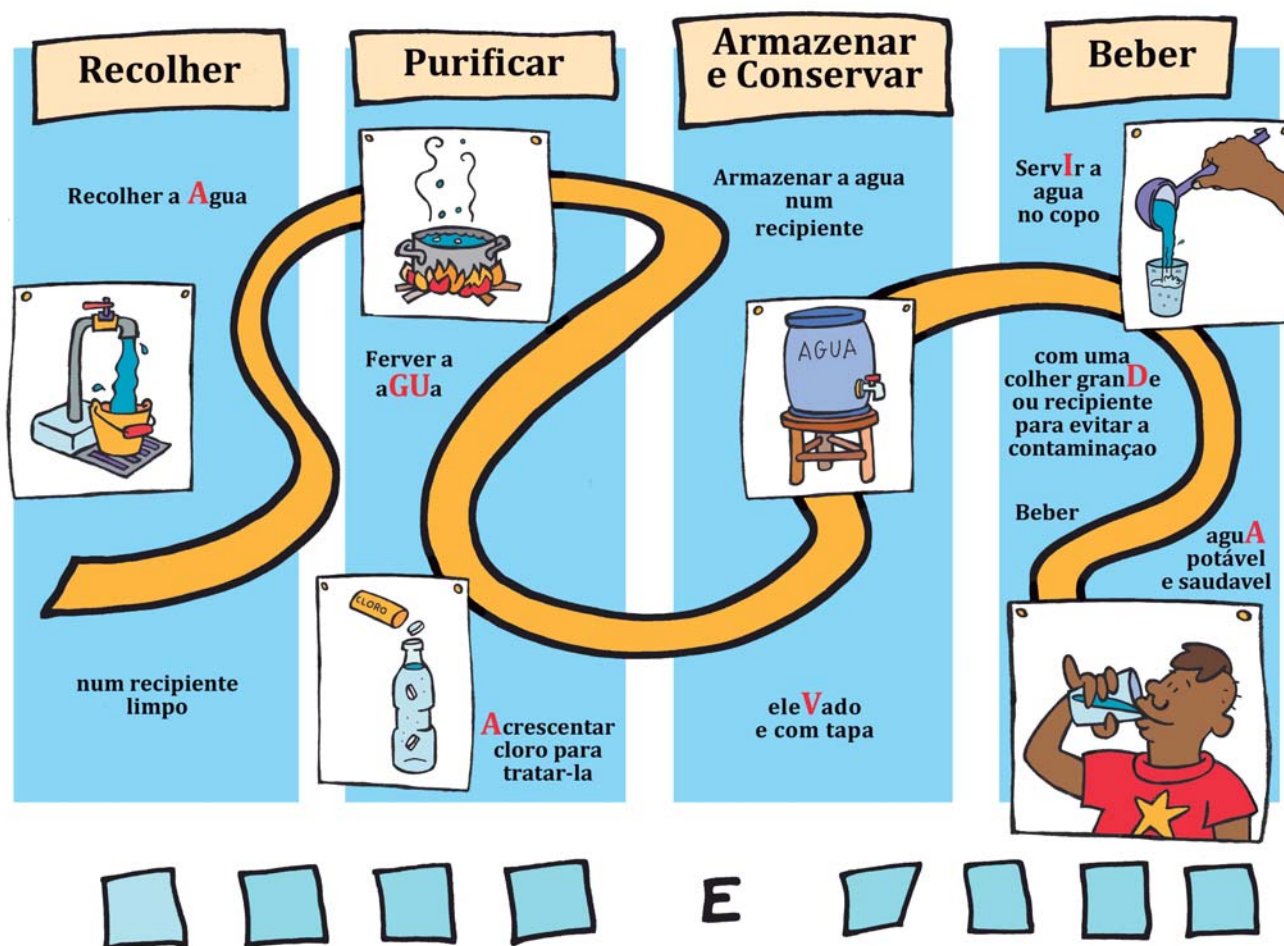 Recolher
Recolher a Agua
num recipiente
limpo
Purificar
Ferver a
aGUa
CLORO
Acrescentar
cloro para
tratar-la
Armazenar
e Conservar
Armazenar a agua
num
recipiente
AGUA
eleVado
e com tapa
Beber
ServIr a
agua
no copo
com uma
colher granDe
ou recipiente
para evitar a
contaminaçao
Beber
aguA
potável
e saudavel
E